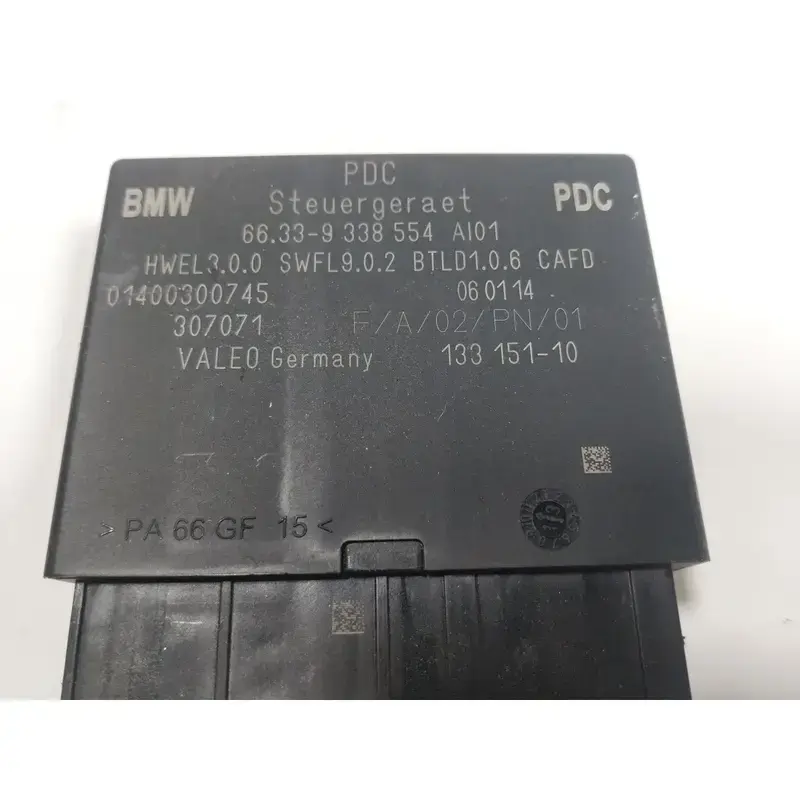 PDC
BMW Steuergeraet PDC
66.33-9 338 554 AI01
HWEL3.0.0 SWFL9.0.2 BTLD1.0.6 CAFD
01400300745 060114
307071 F/A/02/PN/01
VALEO Germany 133 151-10
> PA 66 GF 15 <